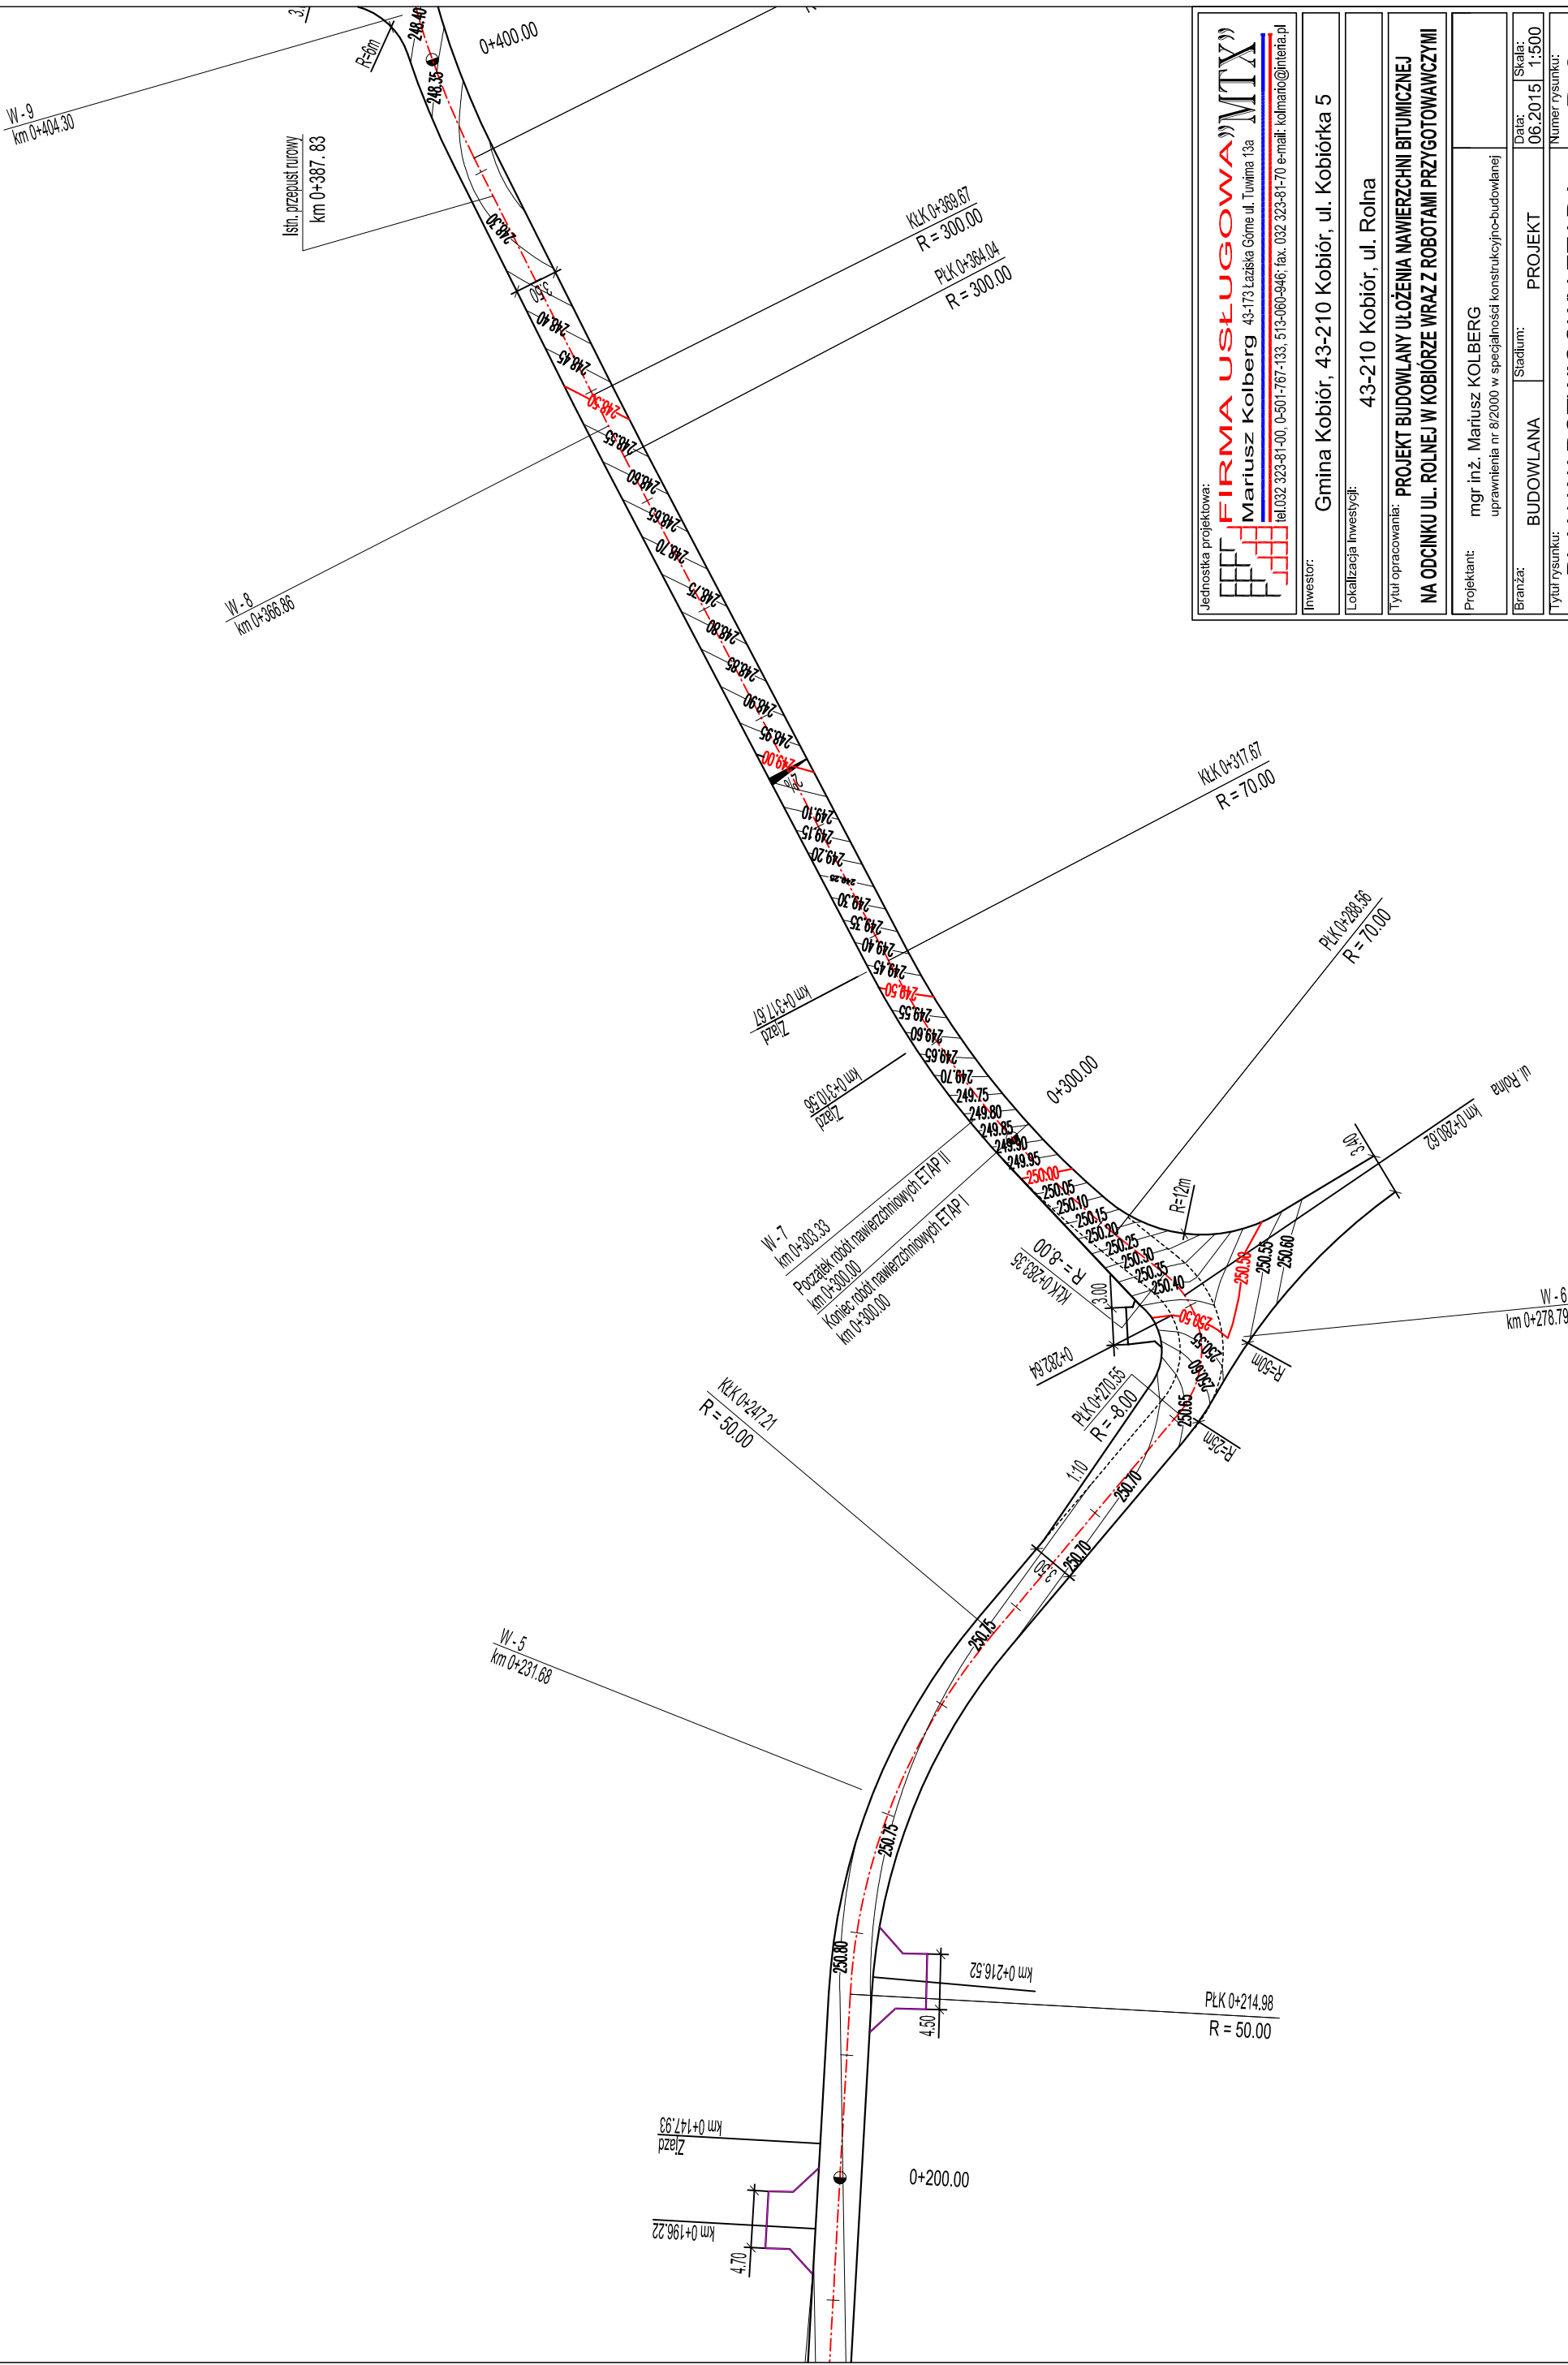 W - 9
km 0+404.30
R=6m
248.40
248.35
0+400.00
Istn. przepust rurowy
km 0+387. 83
248.30
3.50
248.40
248.45
248.50
248.55
248.60
248.65
248.70
248.75
248.80
248.85
248.90
248.95
249.00
2%
249.10
249.15
249.20
249.25
249.30
249.35
249.40
249.45
249.50
249.55
249.60
249.65
249.70
249.75
249.80
249.85
249.90
249.95
250.00
250.05
250.10
250.15
250.20
250.25
250.30
250.35
250.40
250.50
250.55
250.60
250.65
250.50
250.55
250.60
KŁK 0+369.67
R = 300.00
PŁK 0+364.04
R = 300.00
W - 8
km 0+366.86
KŁK 0+317.67
R = 70.00
Zjazd
km 0+317.67
Zjazd
km 0+310.56
0+300.00
PŁK 0+288.56
R = 70.00
W - 7
km 0+303.33
Początek robót nawierzchniowych ETAP II
km 0+300.00
Koniec robót nawierzchniowych ETAP I
km 0+300.00
R = -8.00
KŁK 0+283.35
3.00
0+282.64
R=12m
3.40
km 0+280.62
ul. Rolna
W - 6
km 0+278.79
R=50m
R=25m
PŁK 0+270.55
R = -8.00
1:10
250.70
250.70
3.50
KŁK 0+247.21
R = 50.00
250.75
W - 5
km 0+231.68
250.75
250.80
km 0+216.52
4.50
PŁK 0+214.98
R = 50.00
Zjazd
km 0+147.93
0+200.00
km 0+196.22
4.70
Jednostka projektowa:
FIRMA USŁUGOWA "MTX"
Mariusz Kolberg 43-173 Łaziska Górne ul. Tuwima 13a
tel.032 323-81-00, 0-501-767-133, 513-060-946; fax. 032 323-81-70 e-mail: kolmario@interia.pl
Inwestor:
Gmina Kobiór, 43-210 Kobiór, ul. Kobiórka 5
Lokalizacja inwestycji:
43-210 Kobiór, ul. Rolna
Tytuł opracowania:
PROJEKT BUDOWLANY UŁOŻENIA NAWIERZCHNI BITUMICZNEJ
NA ODCINKU UL. ROLNEJ W KOBIÓRZE WRAZ Z ROBOTAMI PRZYGOTOWAWCZYMI
Projektant:
mgr inż. Mariusz KOLBERG
uprawnienia nr 8/2000 w specjalności konstrukcyjno-budowlanej
Branża:
BUDOWLANA
Stadium:
PROJEKT
Data:
06.2015
Skala:
1:500
Tytuł rysunku:
Numer rysunku: